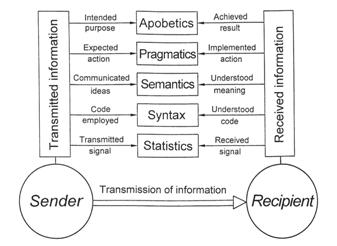 Transmitted information
Intended
purpose
Apobetics
Achieved
result
Expected
action
Pragmatics
Implemented
action
Communicated
ideas
Semantics
Understood
meaning
Code
employed
Syntax
Understood
code
Transmitted
signal
Statistics
Received
signal
Received information
Sender
Transmission of information
Recipient